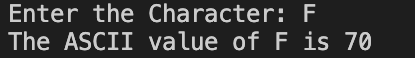 Enter the Character: F
The ASCII value of F is 70